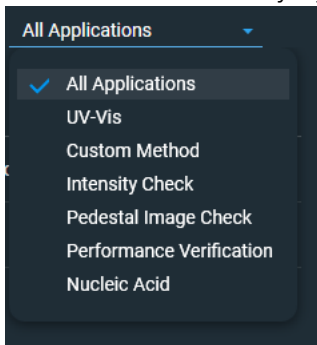 All Applications
All Applications
UV-Vis
Custom Method
Intensity Check
Pedestal Image Check
Performance Verification
Nucleic Acid